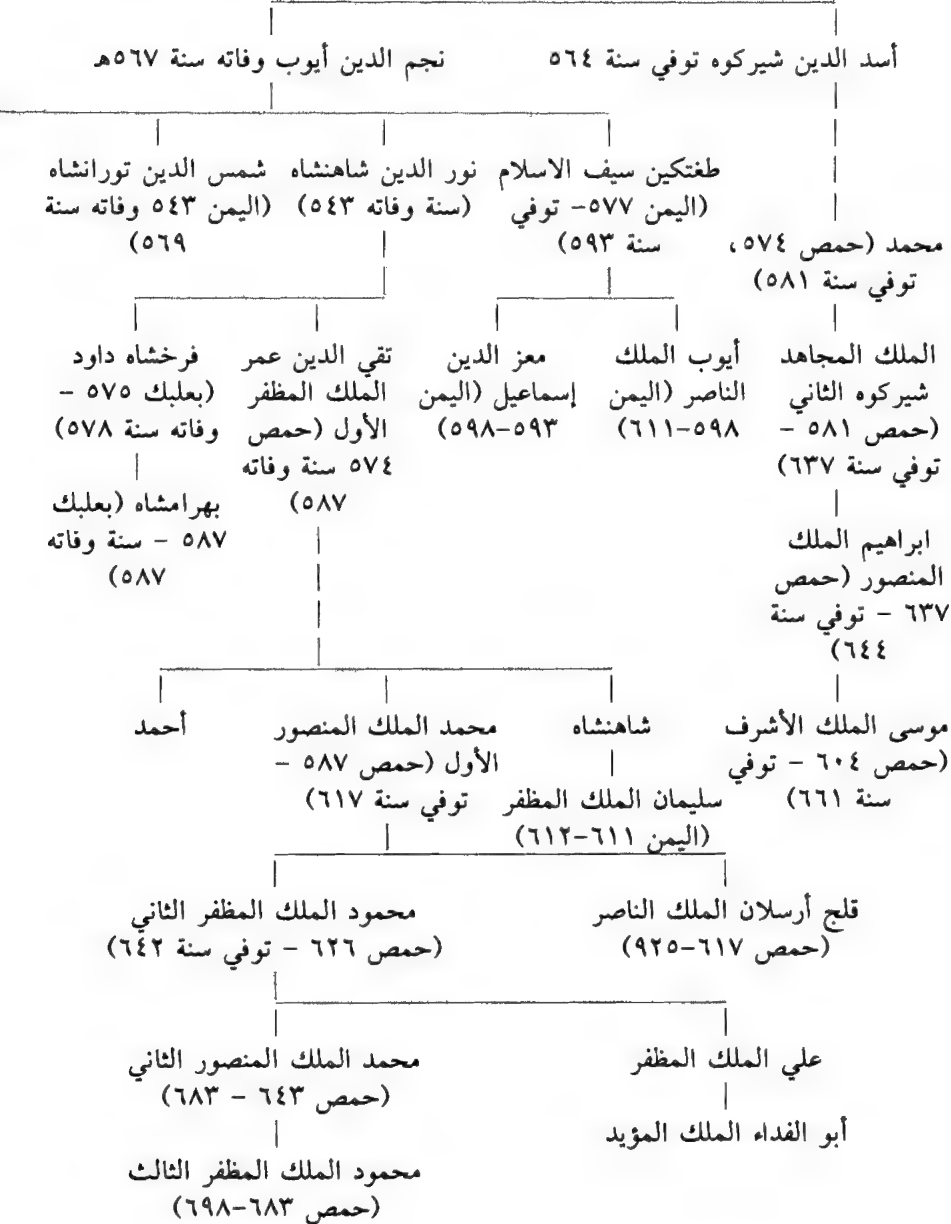 أسد الدين شيركوه توفي سنة ٥٦٤
نجم الدين أيوب وفاته سنة ٥٦٧هـ
محمد (حمص ٥٧٤،
توفي سنة ٥٨١)
طغتكين سيف الاسلام
(اليمن ٥٧٧- توفي
سنة ٥٩٣)
نور الدين شاهنشاه
(سنة وفاته ٥٤٣)
شمس الدين تورانشاه
(اليمن ٥٤٣ وفاته سنة
٥٦٩)
الملك المجاهد
شيركوه الثاني
(حمص ٥٨١ -
توفي سنة ٦٣٧)
أيوب الملك
الناصر (اليمن
٥٩٨-٦١١)
معز الدين
إسماعيل (اليمن
٥٩٣-٥٩٨)
تقي الدين عمر
الملك المظفر
الأول (حمص
٥٧٤ سنة وفاته
٥٨٧)
فرخشاه داود
(بعلبك ٥٧٥ -
وفاته سنة ٥٧٨)
بهرامشاه (بعلبك
٥٨٧ - سنة وفاته
٥٨٧)
ابراهيم الملك
المنصور (حمص
٦٣٧ - توفي سنة
٦٤٤)
موسى الملك الأشرف
(حمص ٦٠٤ - توفي
سنة ٦٦١)
شاهنشاه
سليمان الملك المظفر
(اليمن ٦١١-٦١٢)
محمد الملك المنصور
الأول (حمص ٥٨٧ -
توفي سنة ٦١٧)
أحمد
قلج أرسلان الملك الناصر
(حمص ٦١٧-٩٢٥)
محمود الملك المظفر الثاني
(حمص ٦٢٦ - توفي سنة ٦٤٢)
علي الملك المظفر
أبو الفداء الملك المؤيد
محمد الملك المنصور الثاني
(حمص ٦٤٣ - ٦٨٣)
محمود الملك المظفر الثالث
(حمص ٦٨٣-٦٩٨)